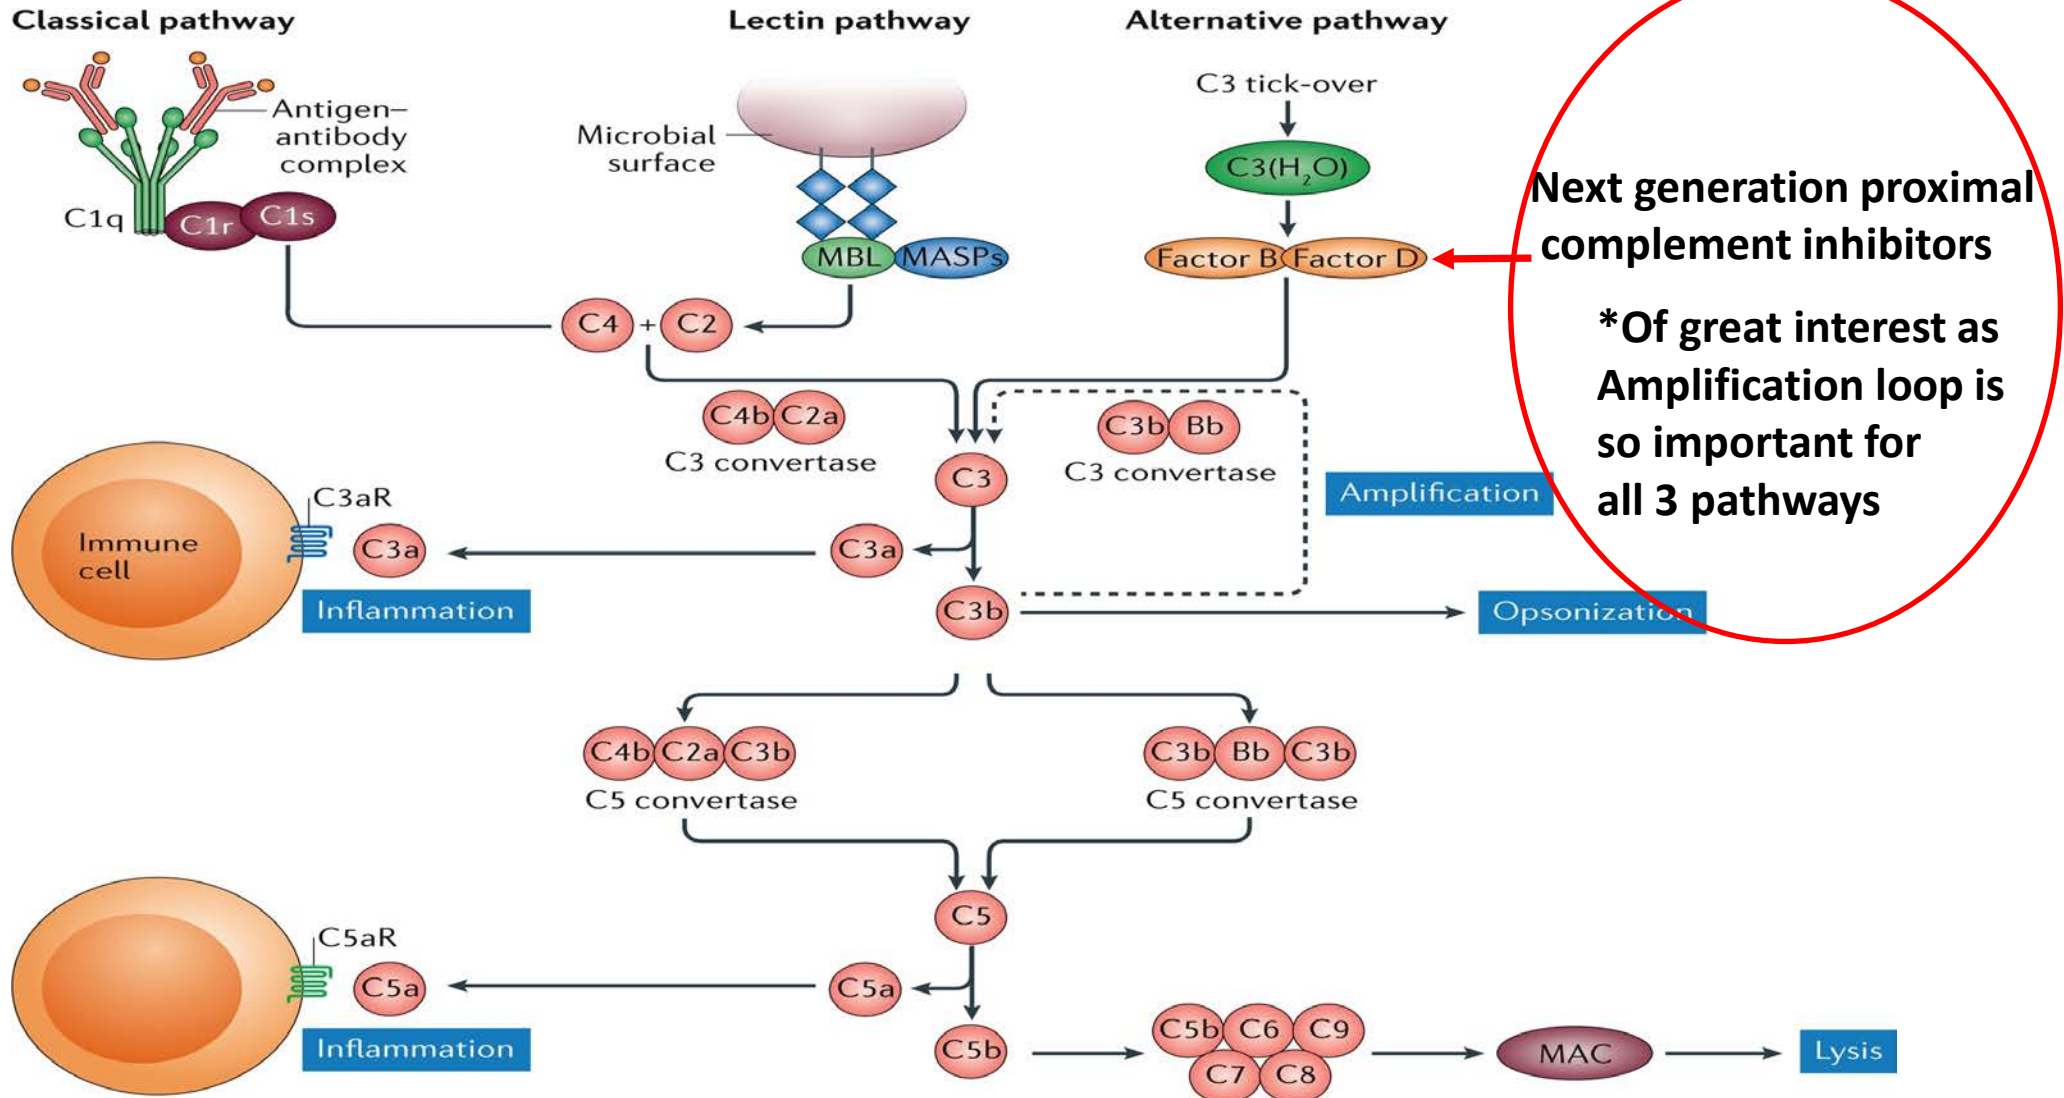 Classical pathway
Lectin pathway
Alternative pathway
Antigen–
antibody
complex
C1q
C1r
C1s
Microbial
surface
MBL
MASPs
C3 tick-over
C3(H₂O)
Factor B
Factor D
Next generation proximal
complement inhibitors
*Of great interest as
Amplification loop is
so important for
all 3 pathways
C4
+
C2
C4b
C2a
C3 convertase
C3
C3b
Bb
C3 convertase
Amplification
Immune
cell
C3aR
C3a
C3a
Inflammation
C3b
Opsonization
C4b
C2a
C3b
C5 convertase
C3b
Bb
C3b
C5 convertase
C5
C5aR
C5a
C5a
Inflammation
C5b
C5b
C6
C9
C7
C8
MAC
Lysis